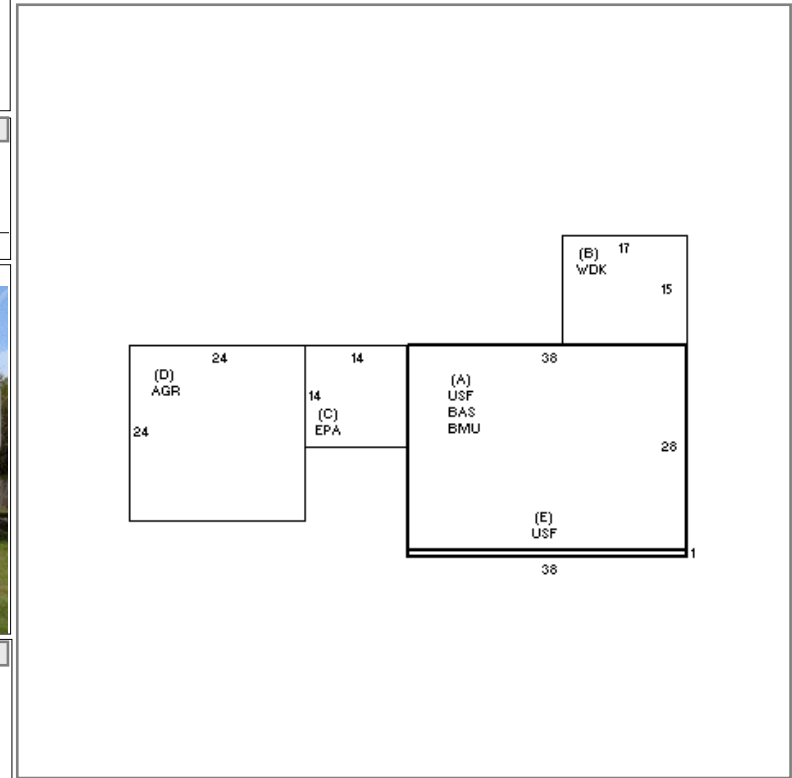 (B) 17
WDK
15
24 14 38
(D)
AGR
14
(C)
EPA
24
(A)
USF
BAS
BMU
28
(E)
USF
1
38